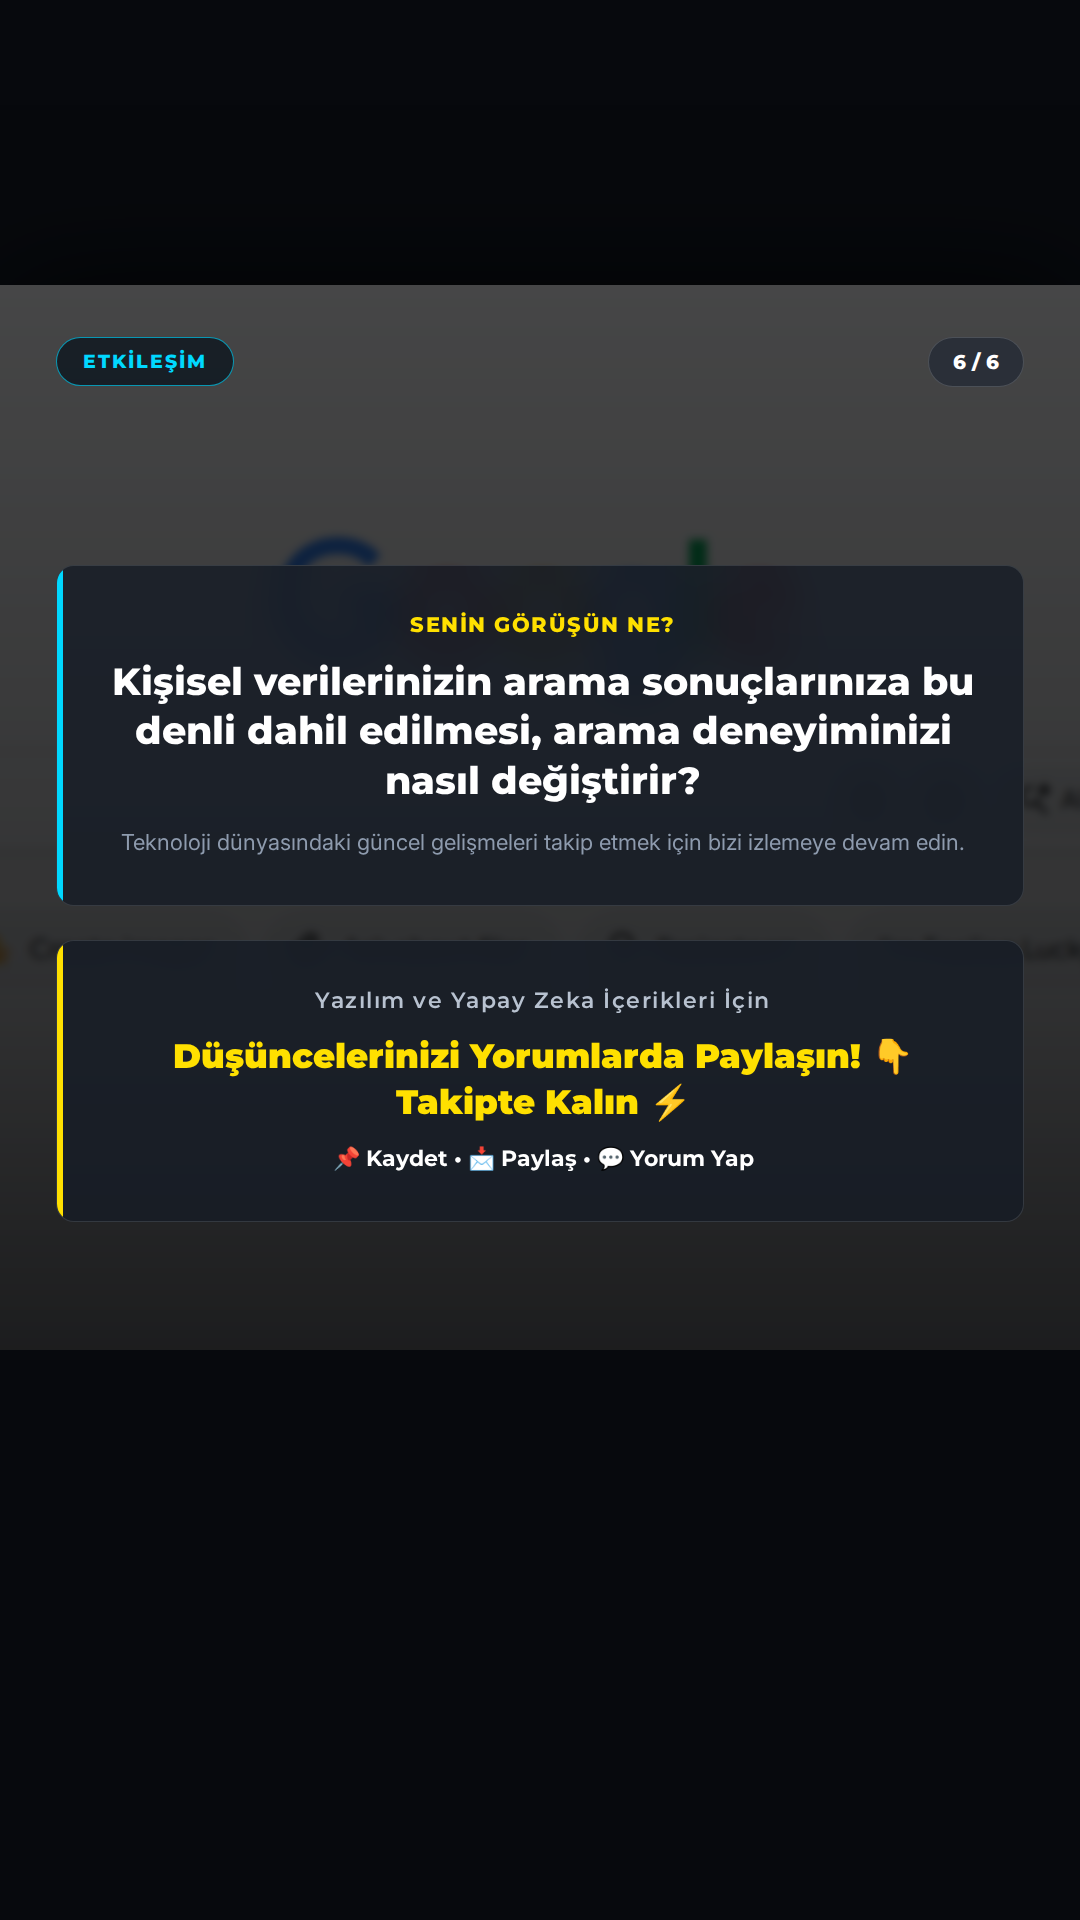 ETKİLEŞİM
6 / 6
SENİN GÖRÜŞÜN NE?
Kişisel verilerinizin arama sonuçlarınıza bu
denli dahil edilmesi, arama deneyiminizi
nasıl değiştirir?
Teknoloji dünyasındaki güncel gelişmeleri takip etmek için bizi izlemeye devam edin.
Yazılım ve Yapay Zeka İçerikleri İçin
Düşüncelerinizi Yorumlarda Paylaşın! 👇
Takipte Kalın ⚡
📌 Kaydet • 📩 Paylaş • 💬 Yorum Yap